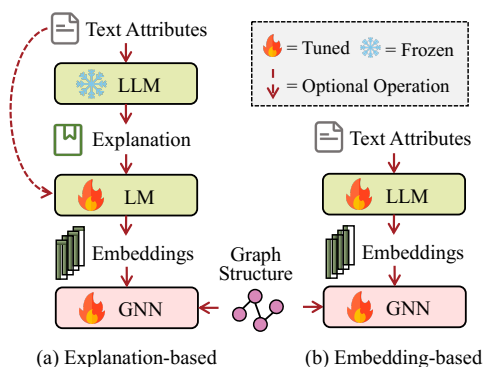 Text Attributes
LLM
Explanation
LM
Embeddings
GNN
(a) Explanation-based
= Tuned
= Frozen
= Optional Operation
Graph
Structure
Text Attributes
LLM
Embeddings
GNN
(b) Embedding-based